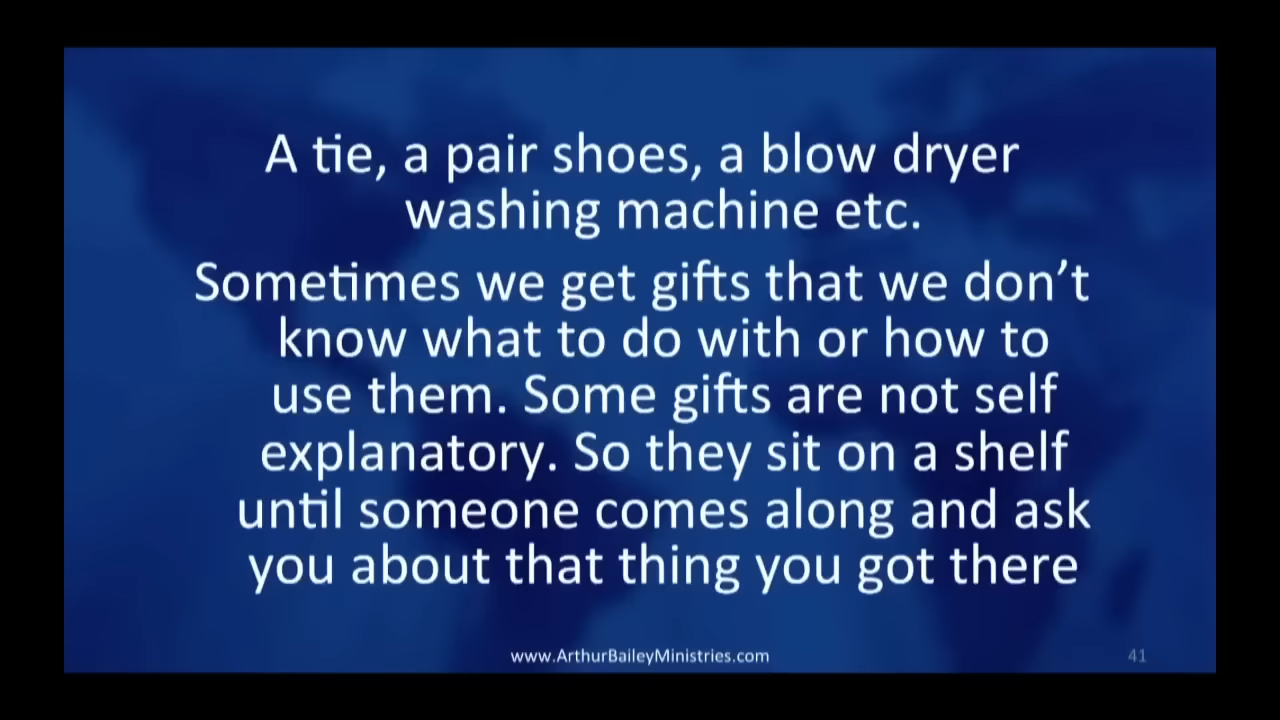 A tie, a pair shoes, a blow dryer
washing machine etc.
Sometimes we get gifts that we don’t
know what to do with or how to
use them. Some gifts are not self
explanatory. So they sit on a shelf
until someone comes along and ask
you about that thing you got there
www.ArthurBaileyMinistries.com
41